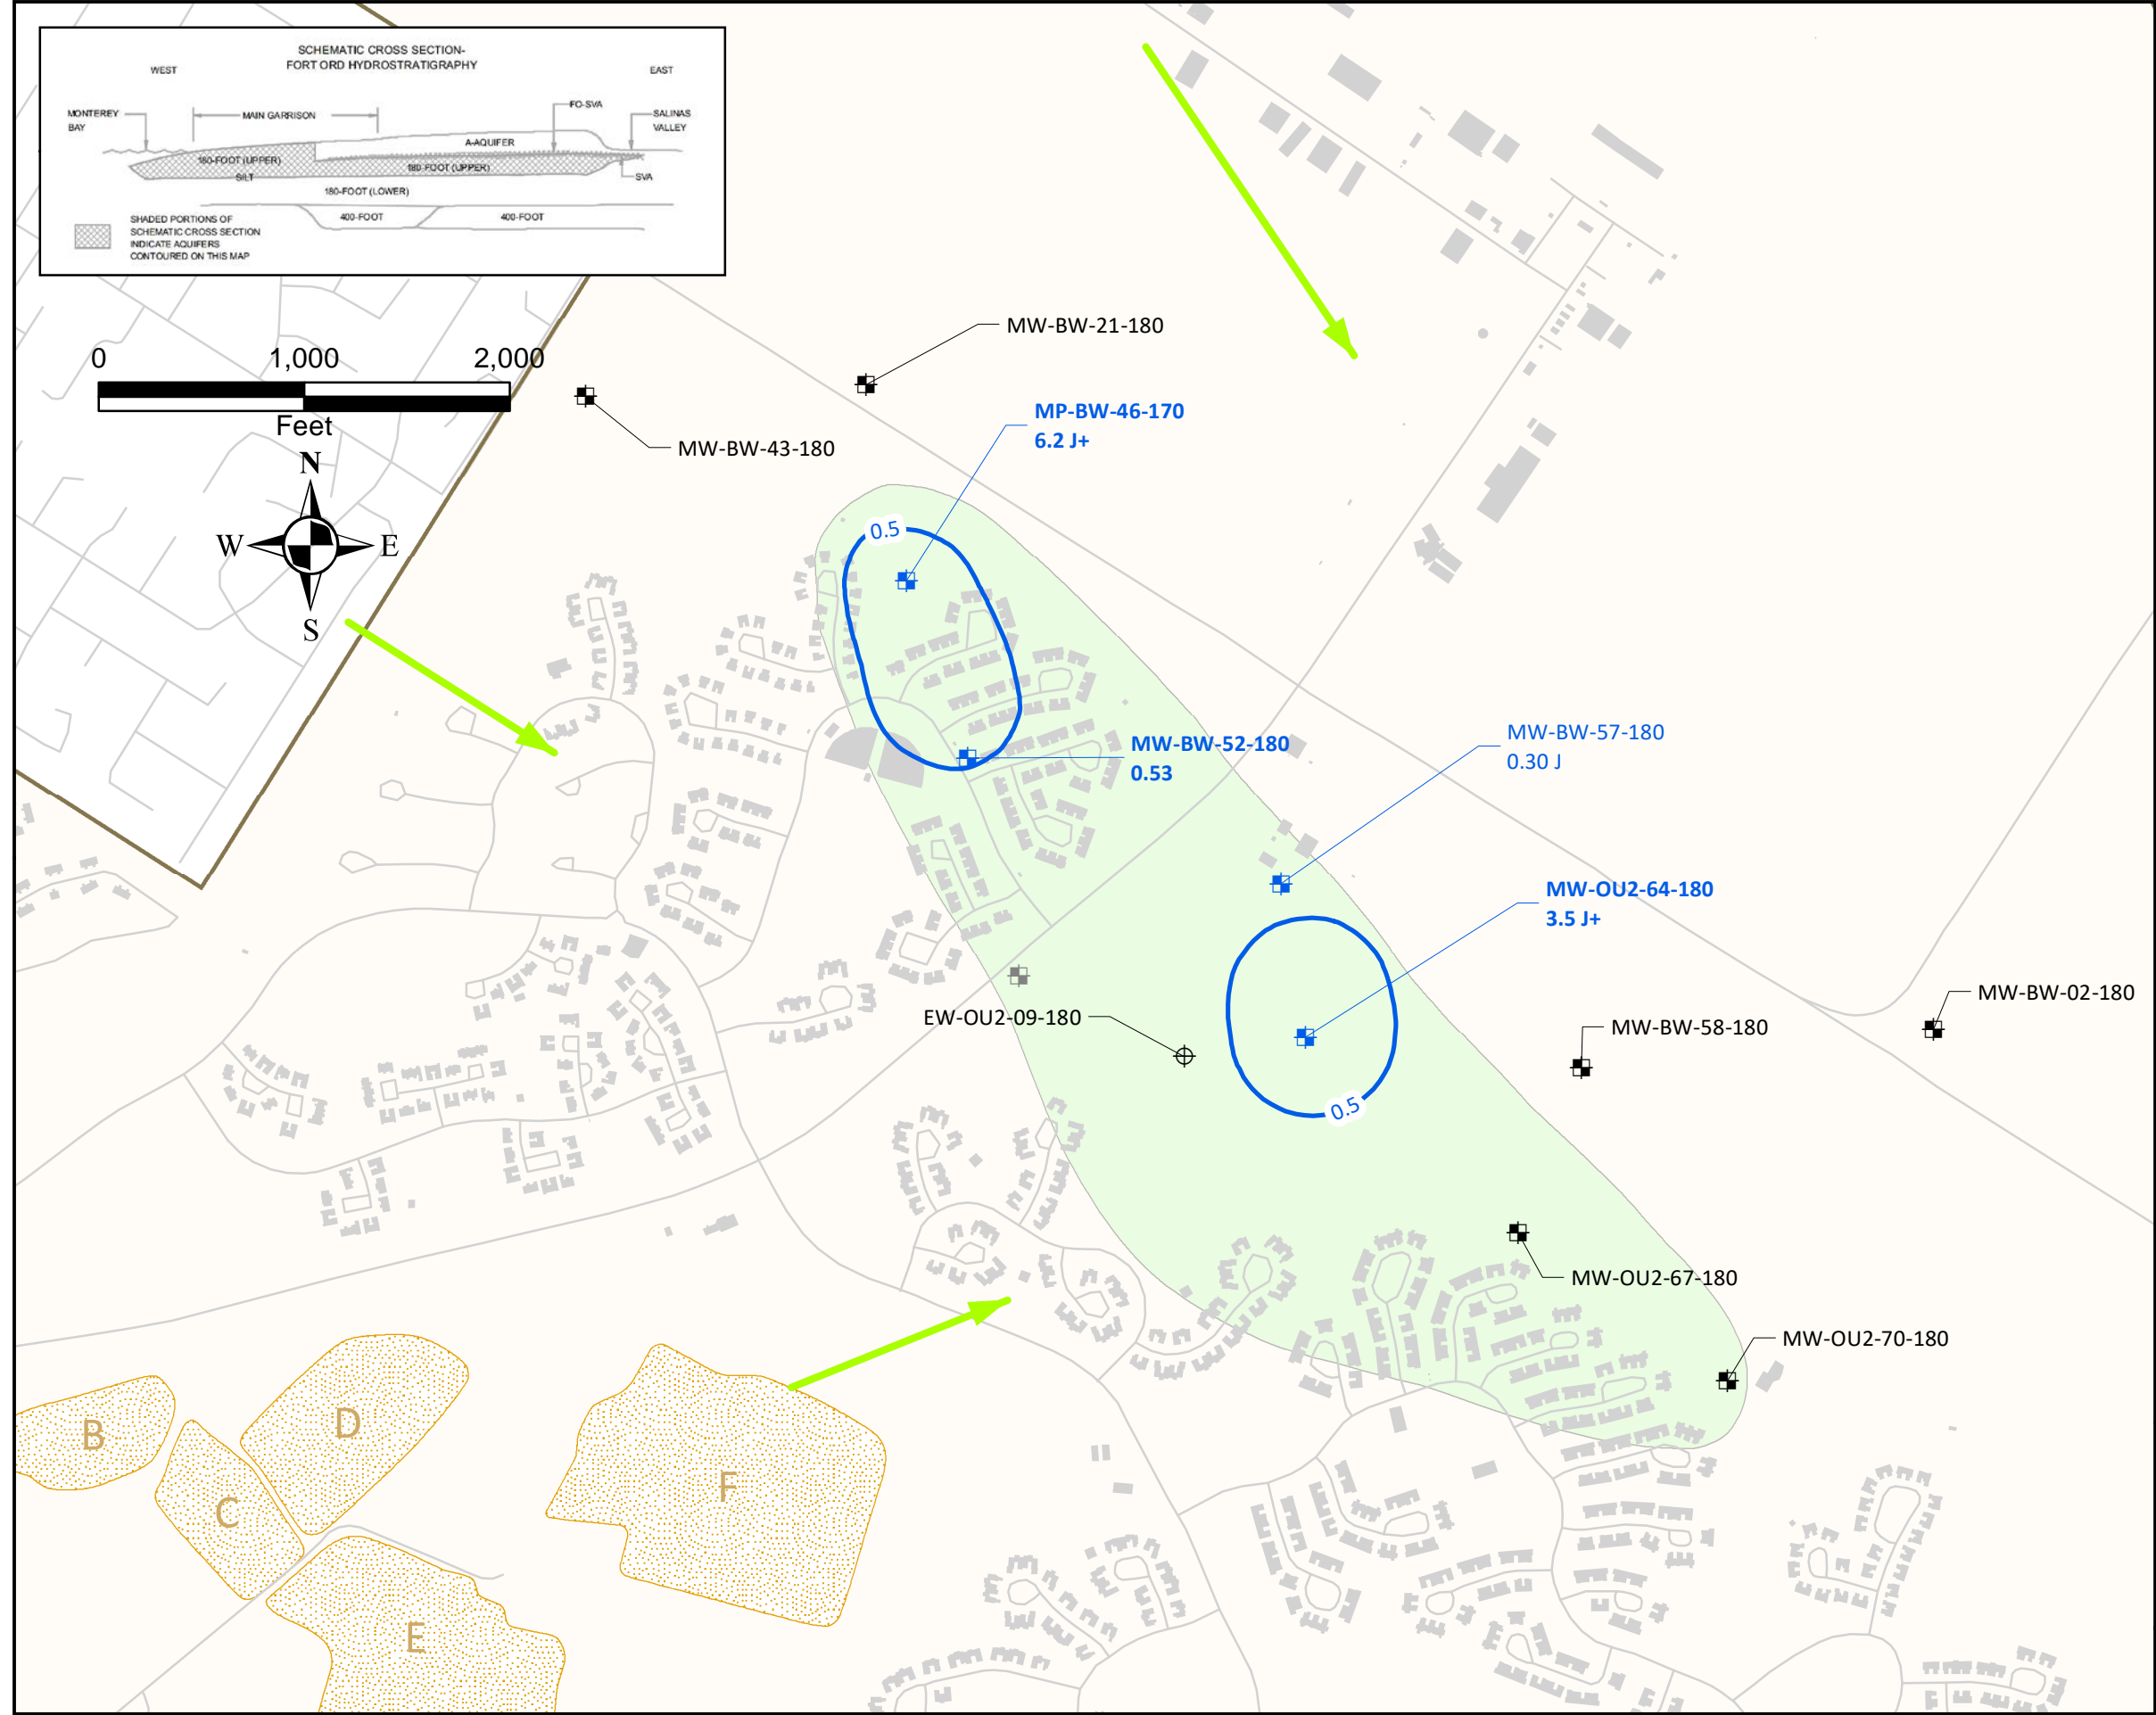 SCHEMATIC CROSS SECTION-
FORT ORD HYDROSTRATIGRAPHY
WEST
EAST
MONTEREY
BAY
MAIN GARRISON
FO-SVA
SALINAS
VALLEY
A-AQUIFER
180-FOOT (UPPER)
180-FOOT (UPPER)
SILT
SVA
180-FOOT (LOWER)
400-FOOT
400-FOOT
SHADED PORTIONS OF
SCHEMATIC CROSS SECTION
INDICATE AQUIFERS
CONTOURED ON THIS MAP
0 1,000 2,000
Feet
N
W E
S
MW-BW-21-180
MW-BW-43-180
MP-BW-46-170
6.2 J+
0.5
MW-BW-52-180
0.53
MW-BW-57-180
0.30 J
MW-OU2-64-180
3.5 J+
MW-BW-02-180
EW-OU2-09-180
MW-BW-58-180
0.5
MW-OU2-67-180
MW-OU2-70-180
B
D
C
F
E